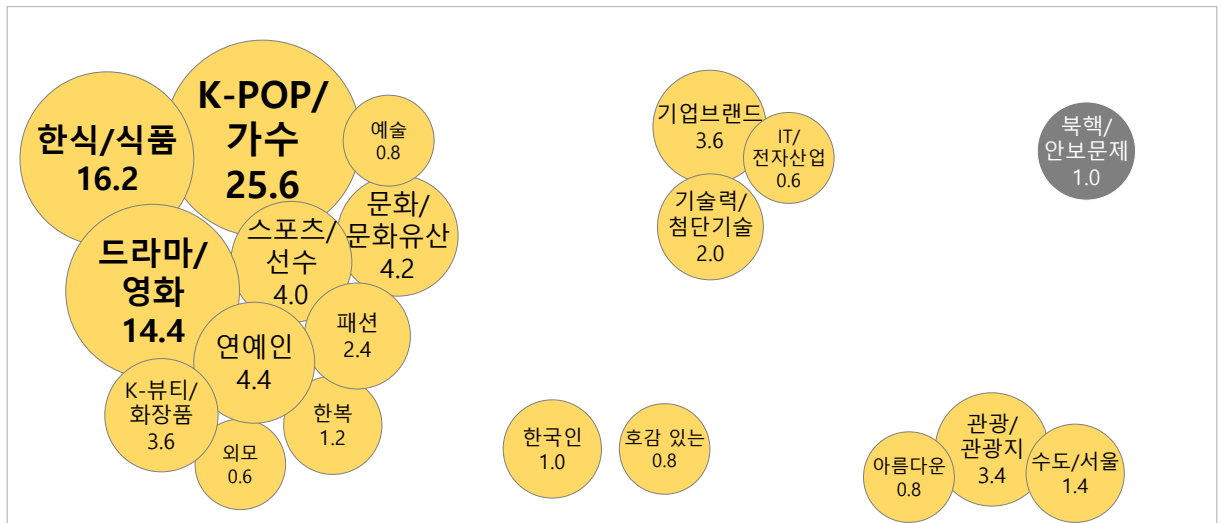 K-POP/
가수
25.6
한식/식품
16.2
예술
0.8
문화/
문화유산
4.2
스포츠/
선수
4.0
드라마/
영화
14.4
패션
2.4
연예인
4.4
K-뷰티/
화장품
3.6
한복
1.2
외모
0.6
기업브랜드
3.6
IT/
전자산업
0.6
기술력/
첨단기술
2.0
북핵/
안보문제
1.0
한국인
1.0
호감 있는
0.8
아름다운
0.8
관광/
관광지
3.4
수도/서울
1.4